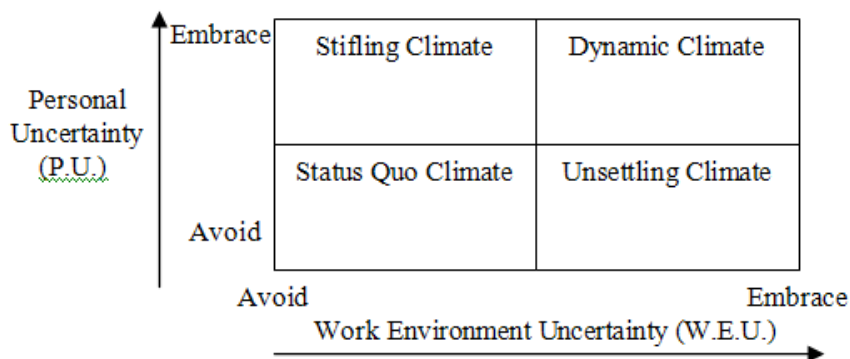 Embrace
Stifling Climate
Dynamic Climate
Personal
Uncertainty
(P.U.)
Status Quo Climate
Unsettling Climate
Avoid
Avoid
Embrace
Work Environment Uncertainty (W.E.U.)